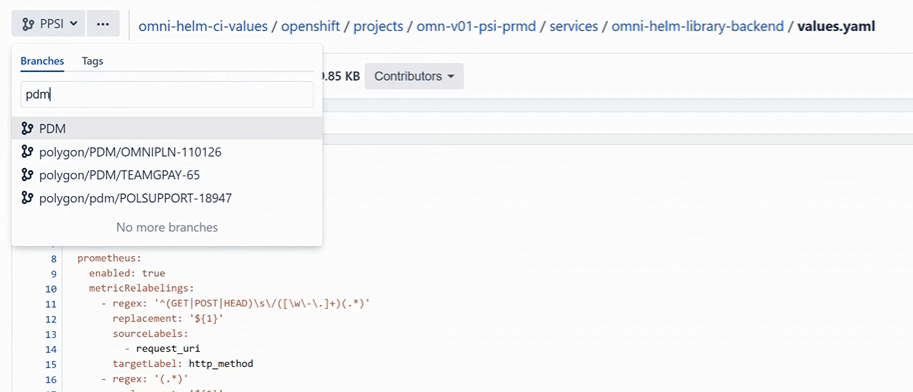 PPSI ... omni-helm-ci-values / openshift / projects / omn-v01-psi-prmd / services / omni-helm-library-backend / values.yaml
Branches Tags
9.85 KB Contributors
pdm
PDM
polygon/PDM/OMNIPLN-110126
polygon/PDM/TEAMGPAY-65
polygon/pdm/POLSUPPORT-18947
No more branches
8 prometheus:
9 enabled: true
10 metricRelabelings:
11 - regex: '^(GET|POST|HEAD)\s\/([\w\-\.]+)(.*)'
12 replacement: '${1}'
13 sourceLabels:
14 - request_uri
15 targetLabel: http_method
16 - regex: '(.*)'